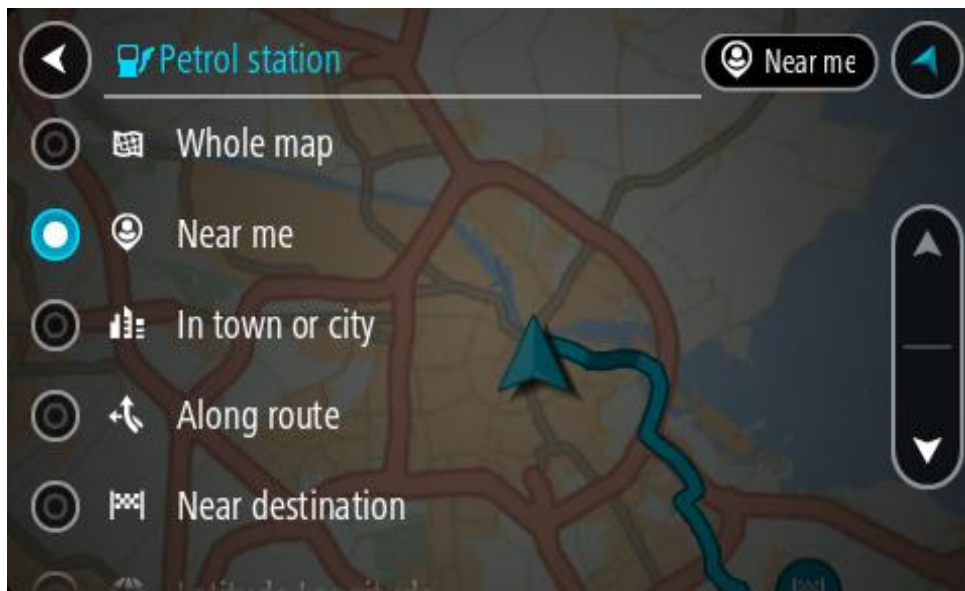 Petrol station
Near me
Whole map
Near me
In town or city
Along route
Near destination